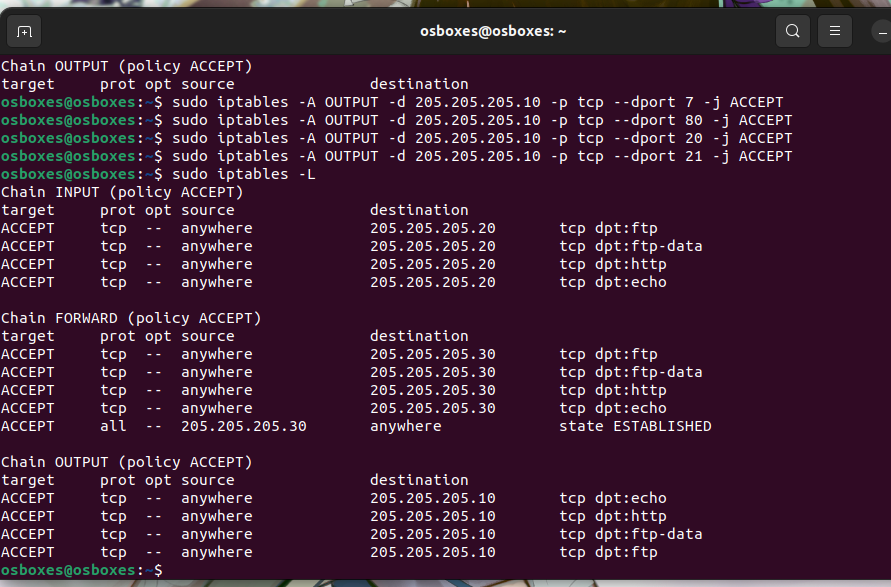 osboxes@osboxes: ~
Chain OUTPUT (policy ACCEPT)
target     prot opt source               destination
osboxes@osboxes:~$ sudo iptables -A OUTPUT -d 205.205.205.10 -p tcp --dport 7 -j ACCEPT
osboxes@osboxes:~$ sudo iptables -A OUTPUT -d 205.205.205.10 -p tcp --dport 80 -j ACCEPT
osboxes@osboxes:~$ sudo iptables -A OUTPUT -d 205.205.205.10 -p tcp --dport 20 -j ACCEPT
osboxes@osboxes:~$ sudo iptables -A OUTPUT -d 205.205.205.10 -p tcp --dport 21 -j ACCEPT
osboxes@osboxes:~$ sudo iptables -L
Chain INPUT (policy ACCEPT)
target     prot opt source               destination
ACCEPT     tcp  --  anywhere             205.205.205.20       tcp dpt:ftp
ACCEPT     tcp  --  anywhere             205.205.205.20       tcp dpt:ftp-data
ACCEPT     tcp  --  anywhere             205.205.205.20       tcp dpt:http
ACCEPT     tcp  --  anywhere             205.205.205.20       tcp dpt:echo
Chain FORWARD (policy ACCEPT)
target     prot opt source               destination
ACCEPT     tcp  --  anywhere             205.205.205.30       tcp dpt:ftp
ACCEPT     tcp  --  anywhere             205.205.205.30       tcp dpt:ftp-data
ACCEPT     tcp  --  anywhere             205.205.205.30       tcp dpt:http
ACCEPT     tcp  --  anywhere             205.205.205.30       tcp dpt:echo
ACCEPT     all  --  205.205.205.30       anywhere             state ESTABLISHED
Chain OUTPUT (policy ACCEPT)
target     prot opt source               destination
ACCEPT     tcp  --  anywhere             205.205.205.10       tcp dpt:echo
ACCEPT     tcp  --  anywhere             205.205.205.10       tcp dpt:http
ACCEPT     tcp  --  anywhere             205.205.205.10       tcp dpt:ftp-data
ACCEPT     tcp  --  anywhere             205.205.205.10       tcp dpt:ftp
osboxes@osboxes:~$